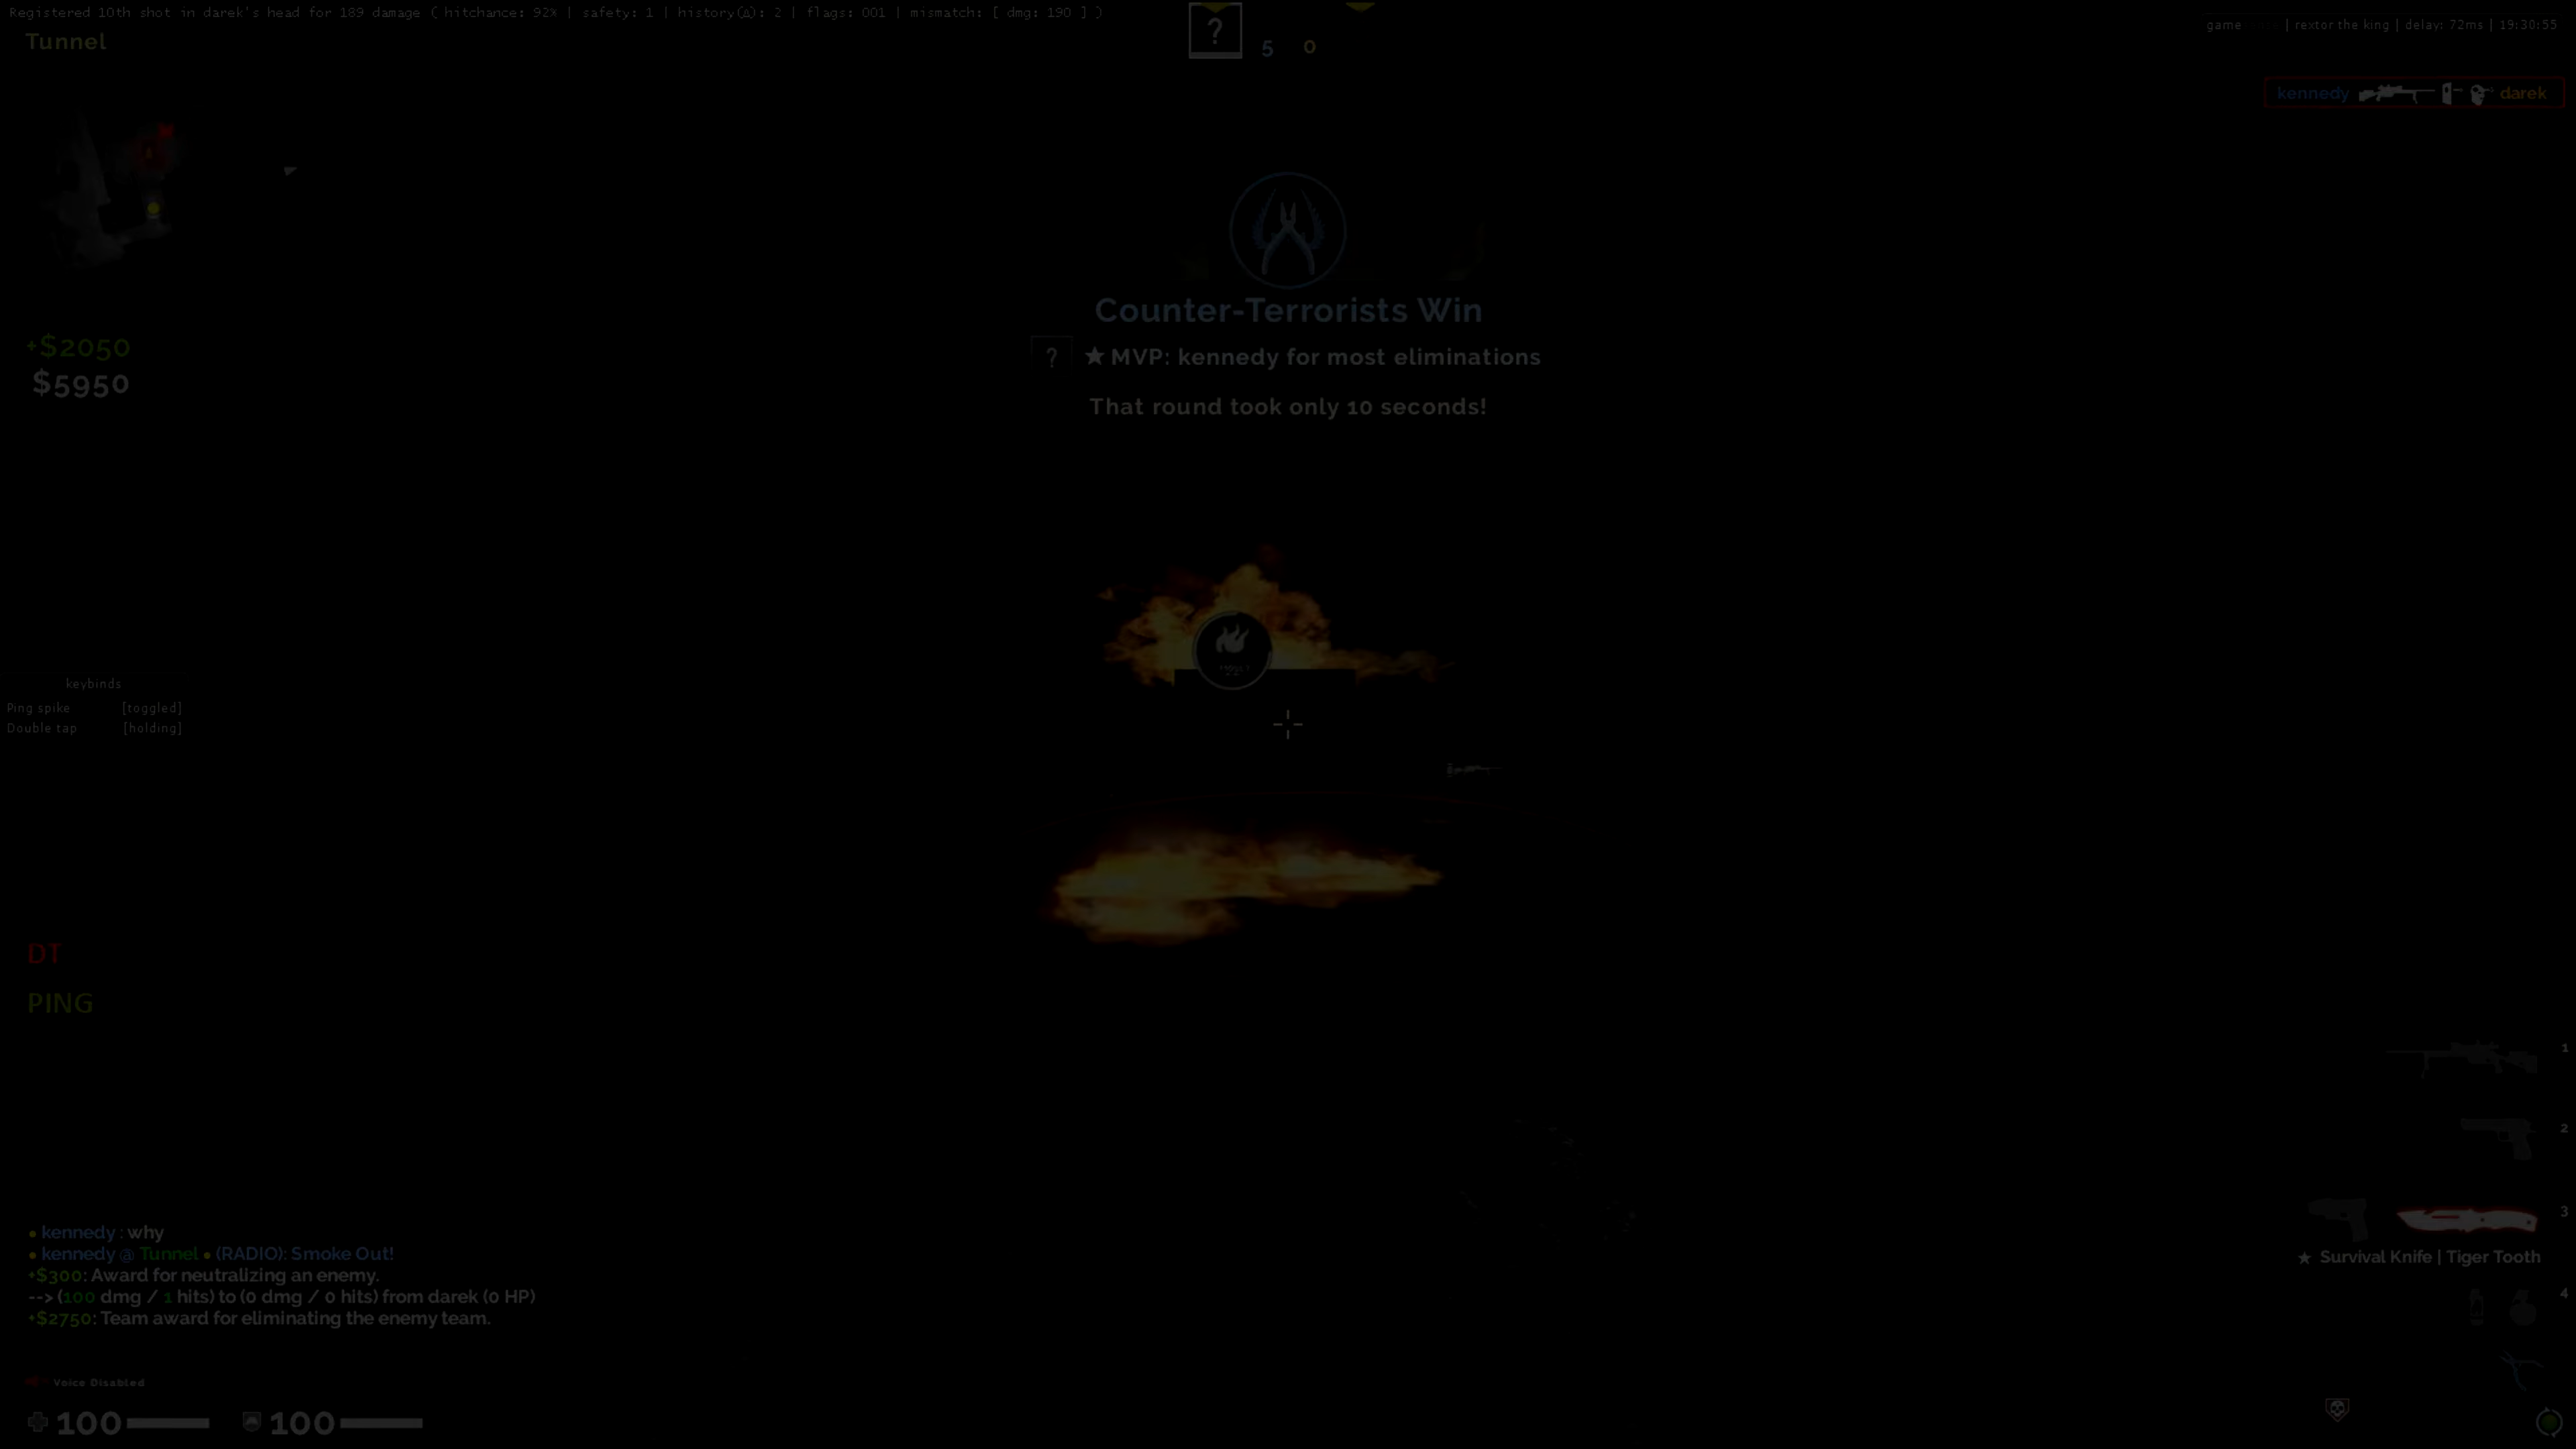 Registered 10th shot in darek's head for 189 damage ( hitchance: 92% | safety: 1 | history(Δ): 2 | flags: 001 | mismatch: [ dmg: 190 ] )
game | rextor the king | delay: 72ms | 19:30:55
Tunnel
?
5 0
kennedy darek
Counter-Terrorists Win
+$2050
? ★ MVP: kennedy for most eliminations
$5950
That round took only 10 seconds!
keybinds
Ping spike [toggled]
Double tap [holding]
DT
PING
1
2
3
• kennedy : why
• kennedy @ Tunnel • (RADIO): Smoke Out!
★ Survival Knife | Tiger Tooth
+$300: Award for neutralizing an enemy.
4
--> (100 dmg / 1 hits) to (0 dmg / 0 hits) from darek (0 HP)
+$2750: Team award for eliminating the enemy team.
Voice Disabled
100 100